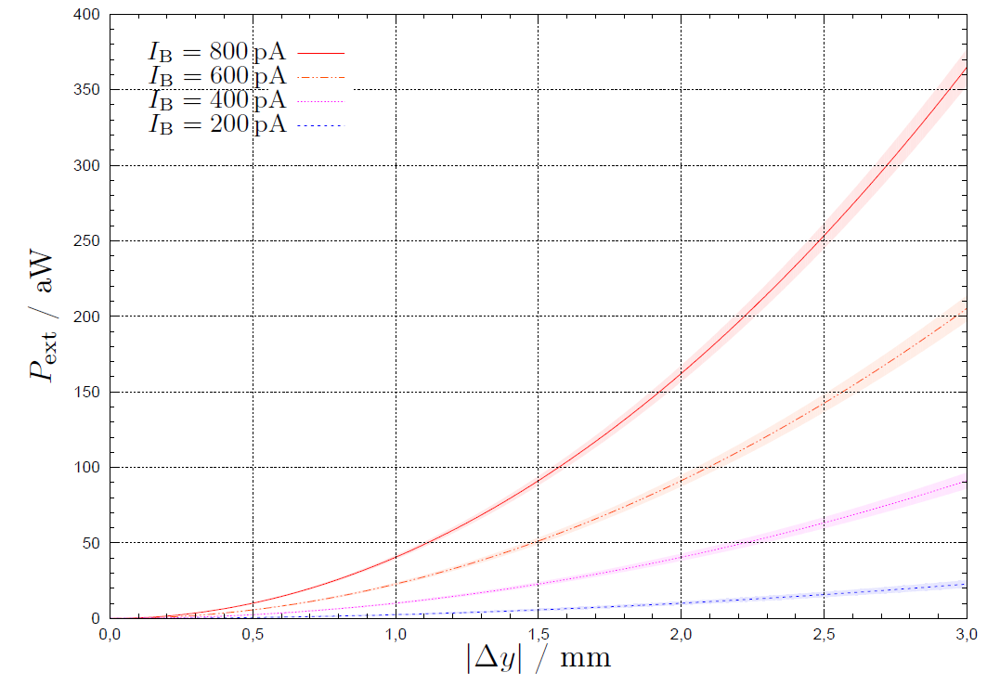 400
350
300
250
200
150
100
50
0
P_ext / aW
I_B = 800 pA
I_B = 600 pA
I_B = 400 pA
I_B = 200 pA
0,0 0,5 1,0 1,5 2,0 2,5 3,0
|Δy| / mm